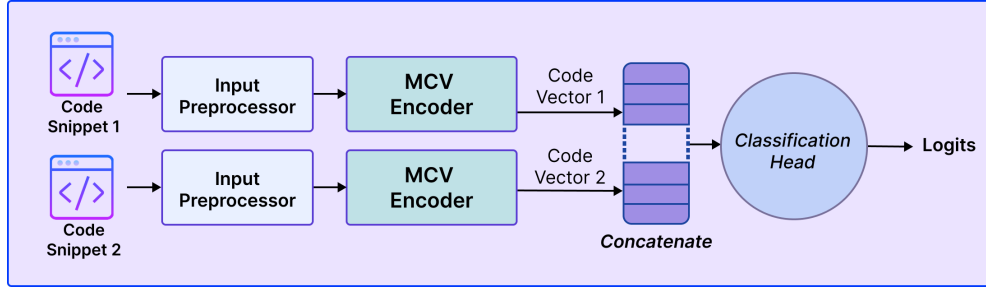 </>
Code
Snippet 1
Input
Preprocessor
MCV
Encoder
Code
Vector 1
</>
Code
Snippet 2
Input
Preprocessor
MCV
Encoder
Code
Vector 2
Concatenate
Classification
Head
Logits